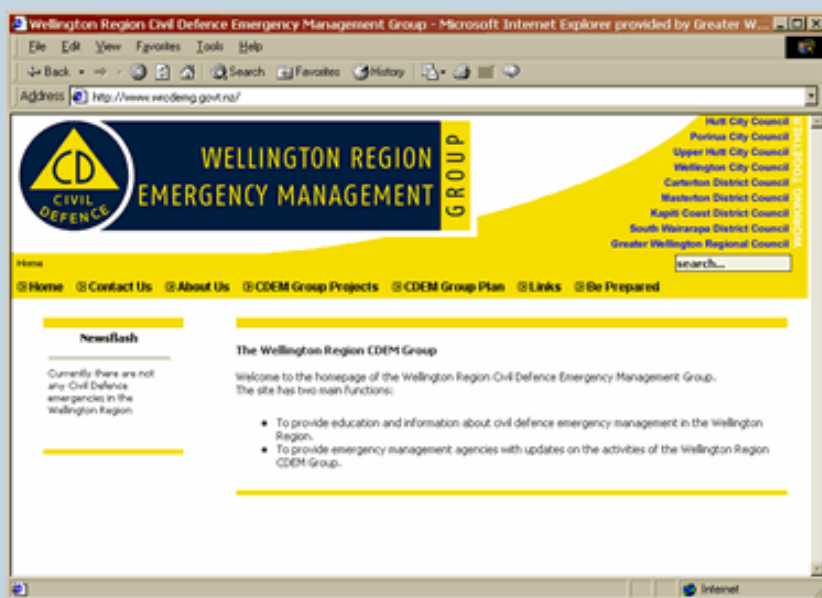 Wellington Region Civil Defence Emergency Management Group - Microsoft Internet Explorer provided by Greater W...
File Edit View Favorites Tools Help
Back Search Favorites History
Address http://www.wrcdemg.govt.nz/
CD
CIVIL
DEFENCE
WELLINGTON REGION
EMERGENCY MANAGEMENT
GROUP
Hutt City Council
Porirua City Council
Upper Hutt City Council
Wellington City Council
Carterton District Council
Masterton District Council
Kapiti Coast District Council
South Wairarapa District Council
Greater Wellington Regional Council
WORKING TOGETHER
Home
search...
Home Contact Us About Us CDEM Group Projects CDEM Group Plan Links Be Prepared
Newsflash
Currently there are not
any Civil Defence
emergencies in the
Wellington Region
The Wellington Region CDEM Group
Welcome to the homepage of the Wellington Region Civil Defence Emergency Management Group.
The site has two main functions:
To provide education and information about civil defence emergency management in the Wellington
Region.
To provide emergency management agencies with updates on the activities of the Wellington Region
CDEM Group.
Internet